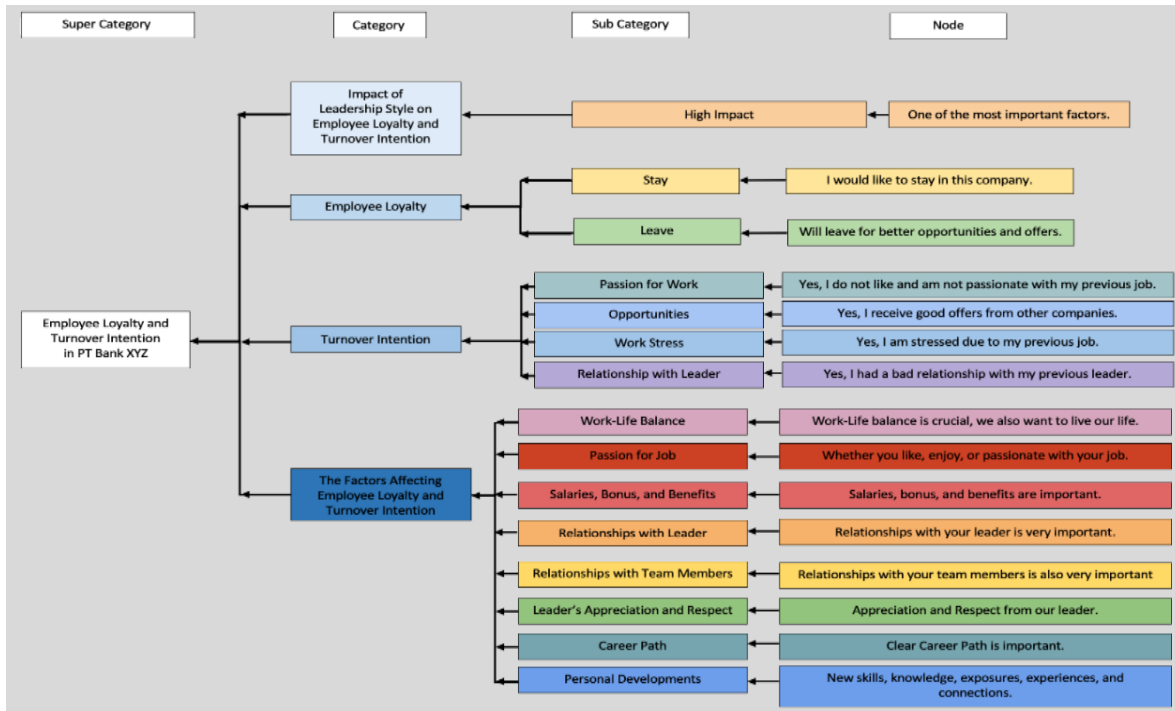 Super Category
Category
Sub Category
Node
Impact of
Leadership Style on
Employee Loyalty and
Turnover Intention
High Impact
One of the most important factors.
Employee Loyalty
Stay
I would like to stay in this company.
Leave
Will leave for better opportunities and offers.
Employee Loyalty and
Turnover Intention
in PT Bank XYZ
Turnover Intention
Passion for Work
Yes, I do not like and am not passionate with my previous job.
Opportunities
Yes, I receive good offers from other companies.
Work Stress
Yes, I am stressed due to my previous job.
Relationship with Leader
Yes, I had a bad relationship with my previous leader.
The Factors Affecting
Employee Loyalty and
Turnover Intention
Work-Life Balance
Work-Life balance is crucial, we also want to live our life.
Passion for Job
Whether you like, enjoy, or passionate with your job.
Salaries, Bonus, and Benefits
Salaries, bonus, and benefits are important.
Relationships with Leader
Relationships with your leader is very important.
Relationships with Team Members
Relationships with your team members is also very important
Leader's Appreciation and Respect
Appreciation and Respect from our leader.
Career Path
Clear Career Path is important.
Personal Developments
New skills, knowledge, exposures, experiences, and
connections.